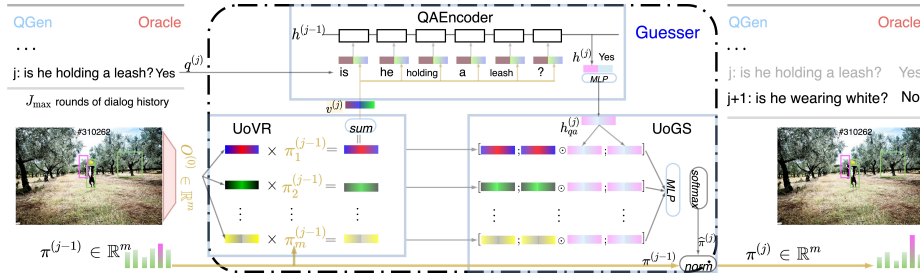 QGen Oracle
...
j: is he holding a leash? Yes
J_max rounds of dialog history
#310262
O^(0) ∈ ℝ^m
π^(j−1) ∈ ℝ^m
q^(j)
QAEncoder
Guesser
h^(j−1)
h^(j)
Yes
MLP
is he holding a leash ?
v^(j)
sum
=
UoVR
× π_1^(j−1) =
× π_2^(j−1) =
⋮ ⋮ ⋮
× π_m^(j−1) =
h_qa^(j)
UoGS
[ ; ⊙ ; ]
[ ; ⊙ ; ]
⋮ ⋮
[ ; ⊙ ; ]
MLP
softmax
π̂^(j)
π^(j−1)
norm
QGen Oracle
...
j: is he holding a leash? Yes
j+1: is he wearing white? No
#310262
π^(j) ∈ ℝ^m